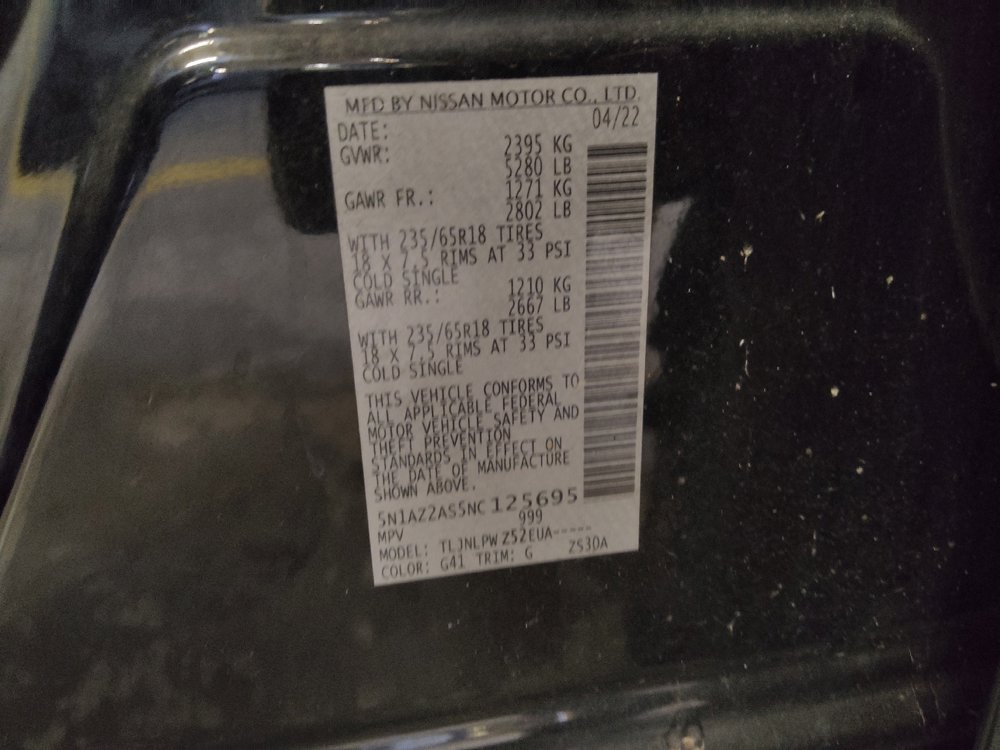 MFD BY NISSAN MOTOR CO., LTD.
DATE: 04/22
GVWR: 2395 KG
5280 LB
GAWR FR.: 1271 KG
2802 LB
WITH 235/65R18 TIRES
18 X 7.5 RIMS AT 33 PSI
COLD SINGLE
GAWR RR.: 1210 KG
2667 LB
WITH 235/65R18 TIRES
18 X 7.5 RIMS AT 33 PSI
COLD SINGLE
THIS VEHICLE CONFORMS TO
ALL APPLICABLE FEDERAL
MOTOR VEHICLE SAFETY AND
THEFT PREVENTION
STANDARDS IN EFFECT ON
THE DATE OF MANUFACTURE
SHOWN ABOVE.
5N1AZ2AS5NC125695
MPV 999
MODEL: TLJNLPW Z52EUA-----
COLOR: G41 TRIM: G ZS30A